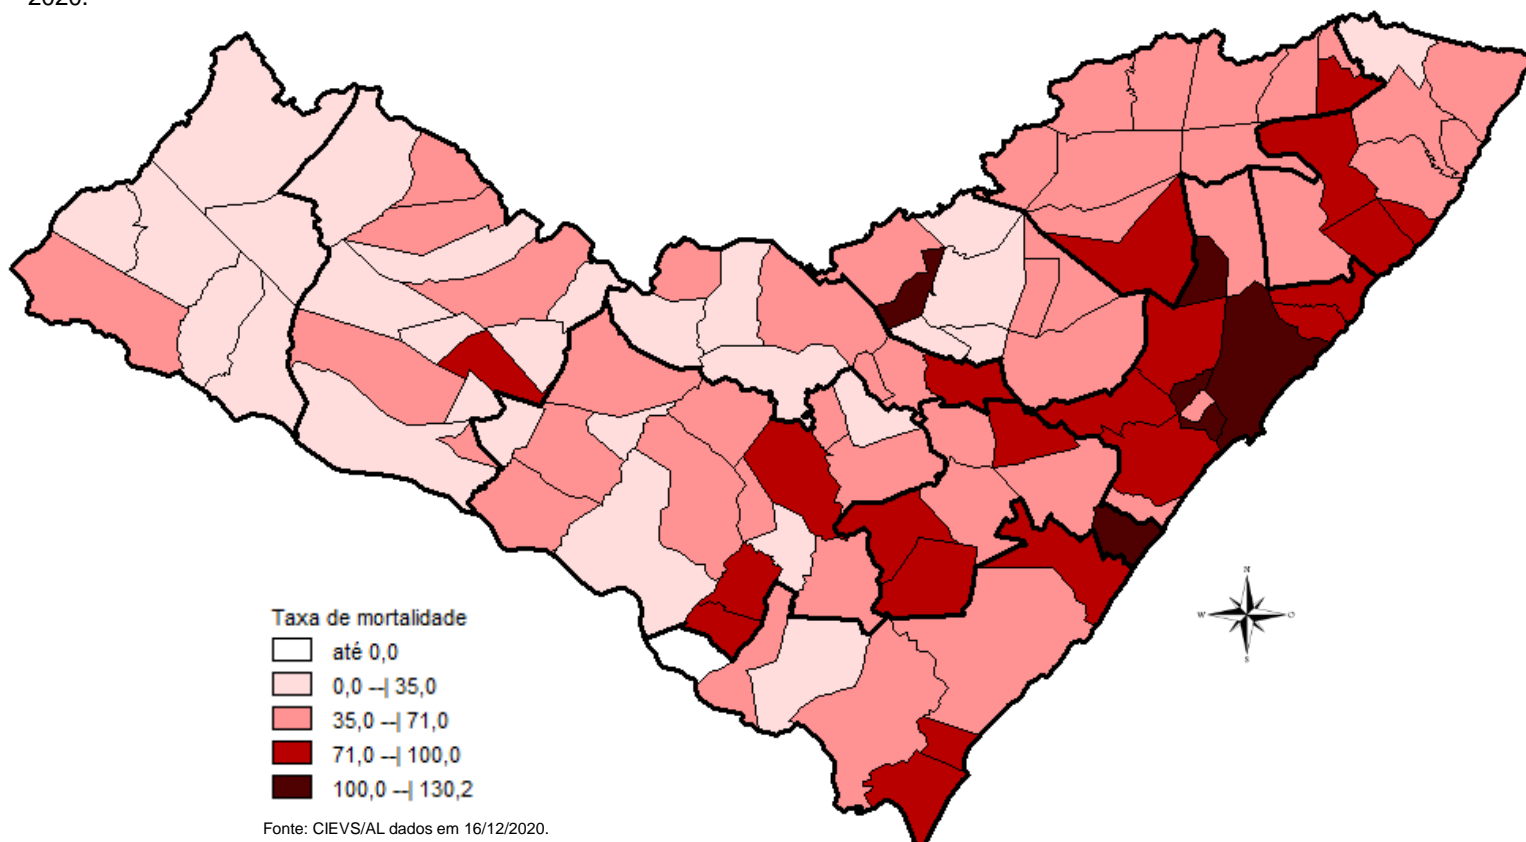 2020.
N
W
O
S
Taxa de mortalidade
até 0,0
0,0 --| 35,0
35,0 --| 71,0
71,0 --| 100,0
100,0 --| 130,2
Fonte: CIEVS/AL dados em 16/12/2020.